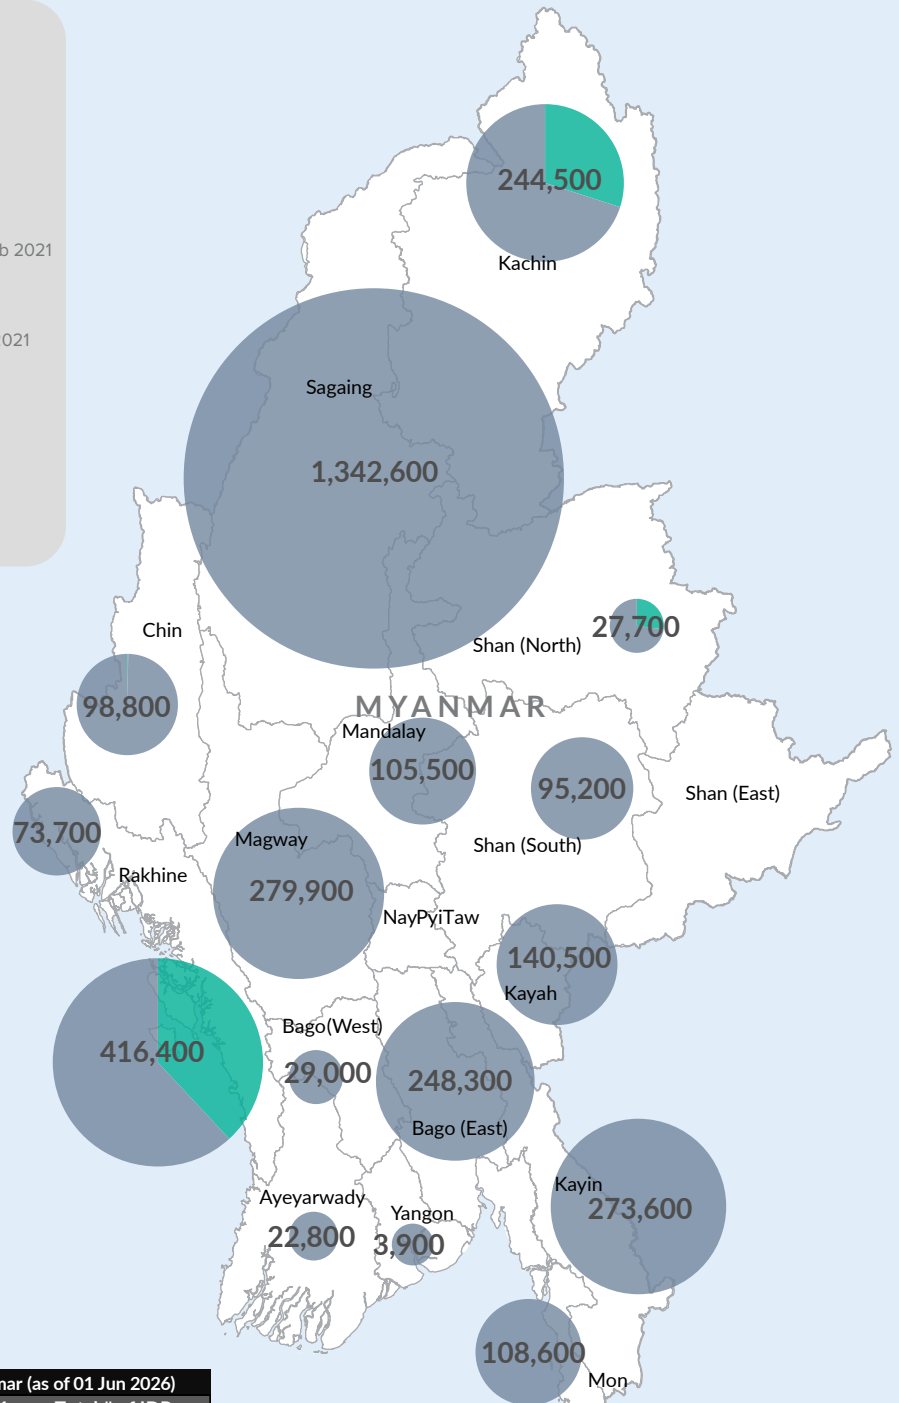 b 2021
021
244,500
Kachin
Sagaing
1,342,600
Chin
98,800
Shan (North)
27,700
MYANMAR
Mandalay
105,500
95,200
Shan (East)
73,700
Rakhine
Magway
279,900
Shan (South)
NayPyiTaw
140,500
Kayah
416,400
Bago(West)
29,000
248,300
Bago (East)
Kayin
273,600
Ayeyarwady
22,800
Yangon
3,900
108,600
Mon
mar (as of 01 Jun 2026)